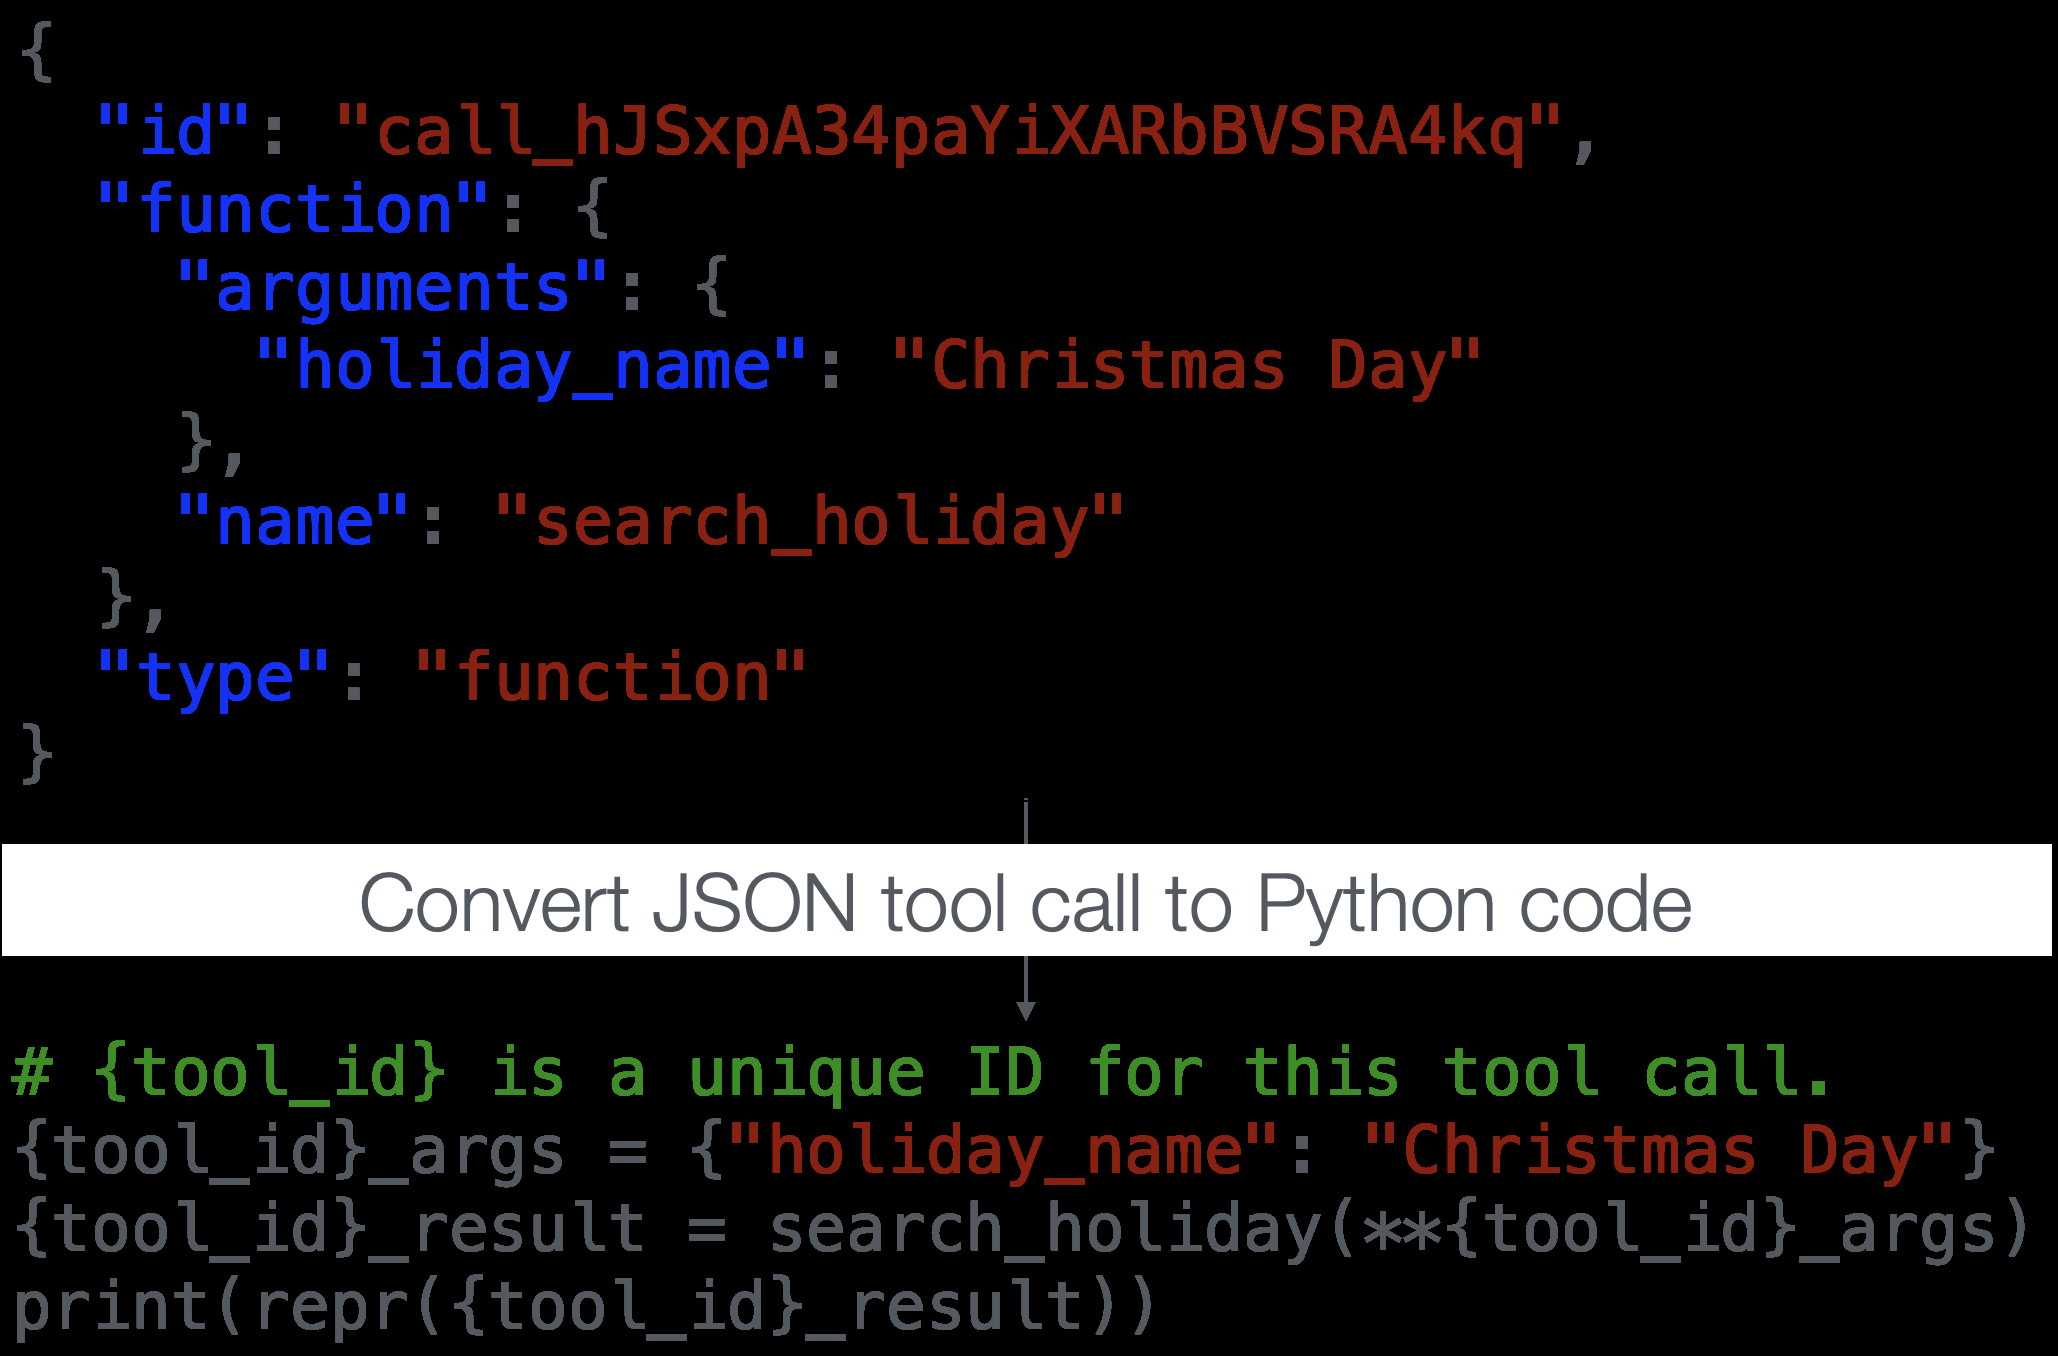 {
  "id": "call_hJSxpA34paYiXARbBVSRA4kq",
  "function": {
    "arguments": {
      "holiday_name": "Christmas Day"
    },
    "name": "search_holiday"
  },
  "type": "function"
}
Convert JSON tool call to Python code
# {tool_id} is a unique ID for this tool call.
{tool_id}_args = {"holiday_name": "Christmas Day"}
{tool_id}_result = search_holiday(**{tool_id}_args)
print(repr({tool_id}_result))